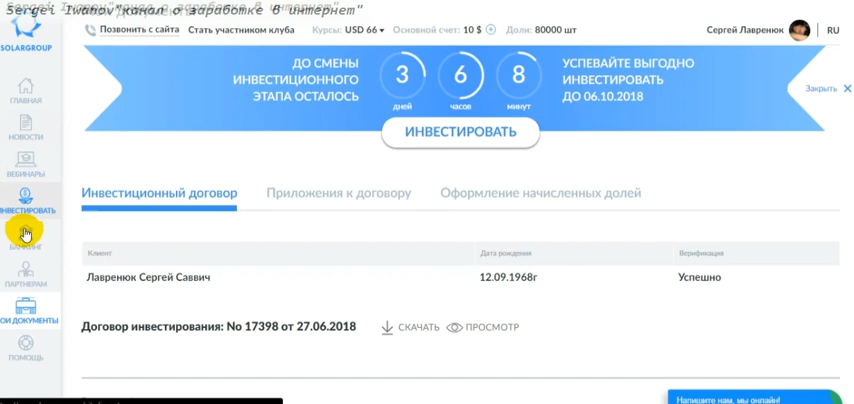 Sergei Iwanov"канал о заработке в интернет"
SOLARGROUP
Позвонить с сайта
Стать участником клуба
Курсы: USD 66
Основной счет: 10 $
Доли: 80000 шт
Сергей Лавренюк
RU
ДО СМЕНЫ
ИНВЕСТИЦИОННОГО
ЭТАПА ОСТАЛОСЬ
3
дней
6
часов
8
минут
УСПЕВАЙТЕ ВЫГОДНО
ИНВЕСТИРОВАТЬ
ДО 06.10.2018
Закрыть
ИНВЕСТИРОВАТЬ
ГЛАВНАЯ
НОВОСТИ
ВЕБИНАРЫ
ИНВЕСТИРОВАТЬ
ПАРТНЕРАМ
ОИ ДОКУМЕНТЫ
ПОМОЩЬ
Инвестиционный договор
Приложения к договору
Оформление начисленных долей
Клиент
Дата рождения
Верификация
Лавренюк Сергей Саввич
12.09.1968г
Успешно
Договор инвестирования: No 17398 от 27.06.2018
СКАЧАТЬ
ПРОСМОТР
Напишите нам, мы онлайн!